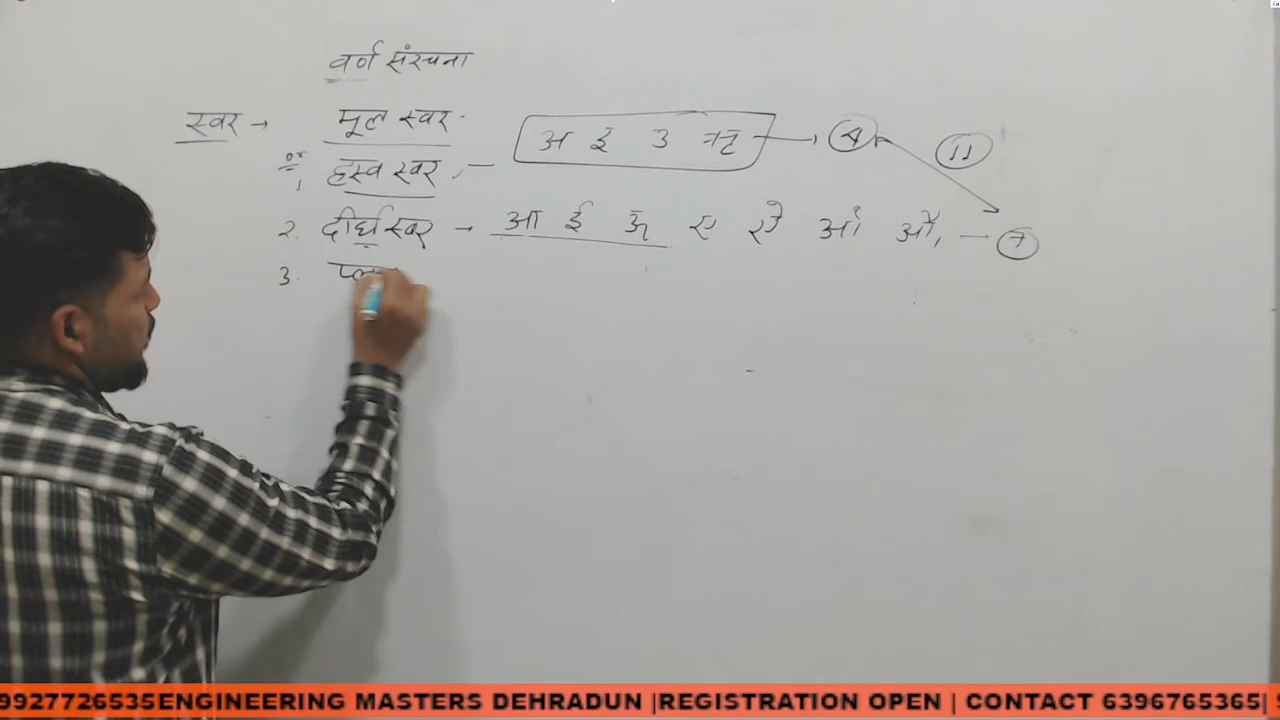 वर्ण संरचना
स्वर → मूल स्वर.
or
1 ह्रस्व स्वर, - अ इ उ ऋ → 4 11
2. दीर्घ स्वर → आ ई ऊ ए ऐ ओ औ, - 7
3. प्लु
9927726535ENGINEERING MASTERS DEHRADUN |REGISTRATION OPEN | CONTACT 6396765365|